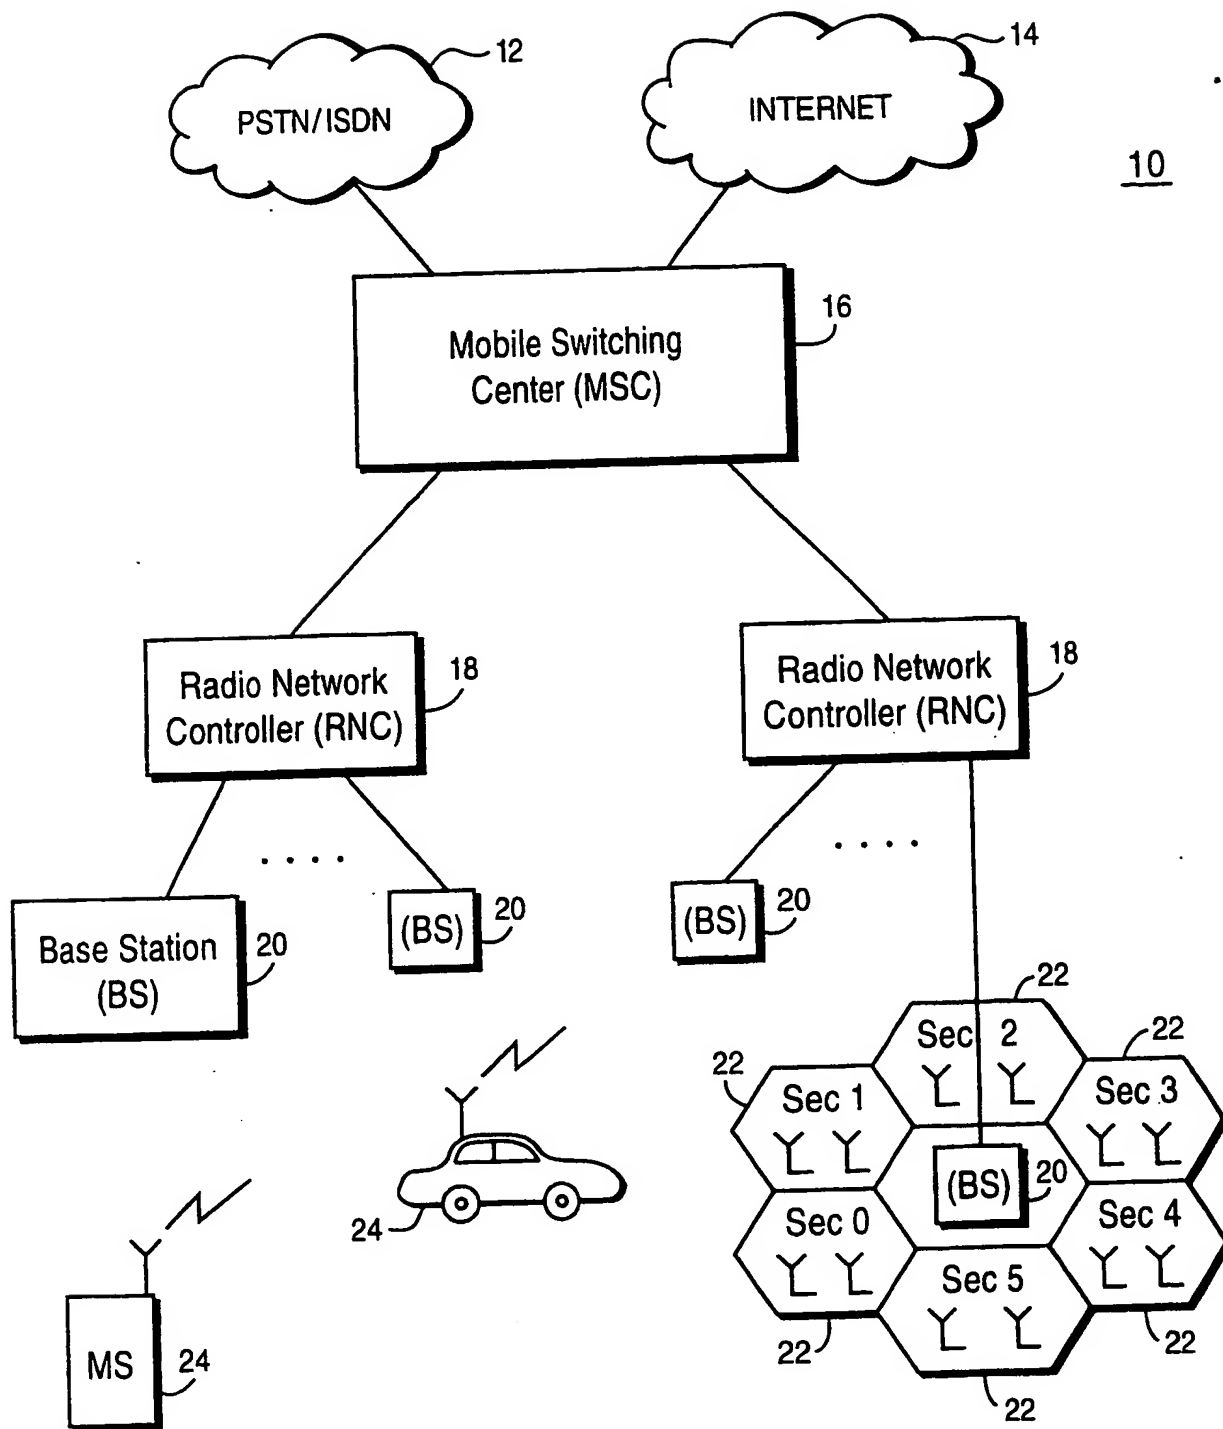 12
14
PSTN/ISDN
INTERNET
10
16
Mobile Switching
Center (MSC)
18
Radio Network
Controller (RNC)
18
Radio Network
Controller (RNC)
. . . .
. . . .
Base Station
(BS)
20
(BS)
20
(BS)
20
22
Sec 2
22
Sec 3
22
Sec 1
(BS)
20
Sec 0
Sec 4
Sec 5
22
22
22
24
MS
24